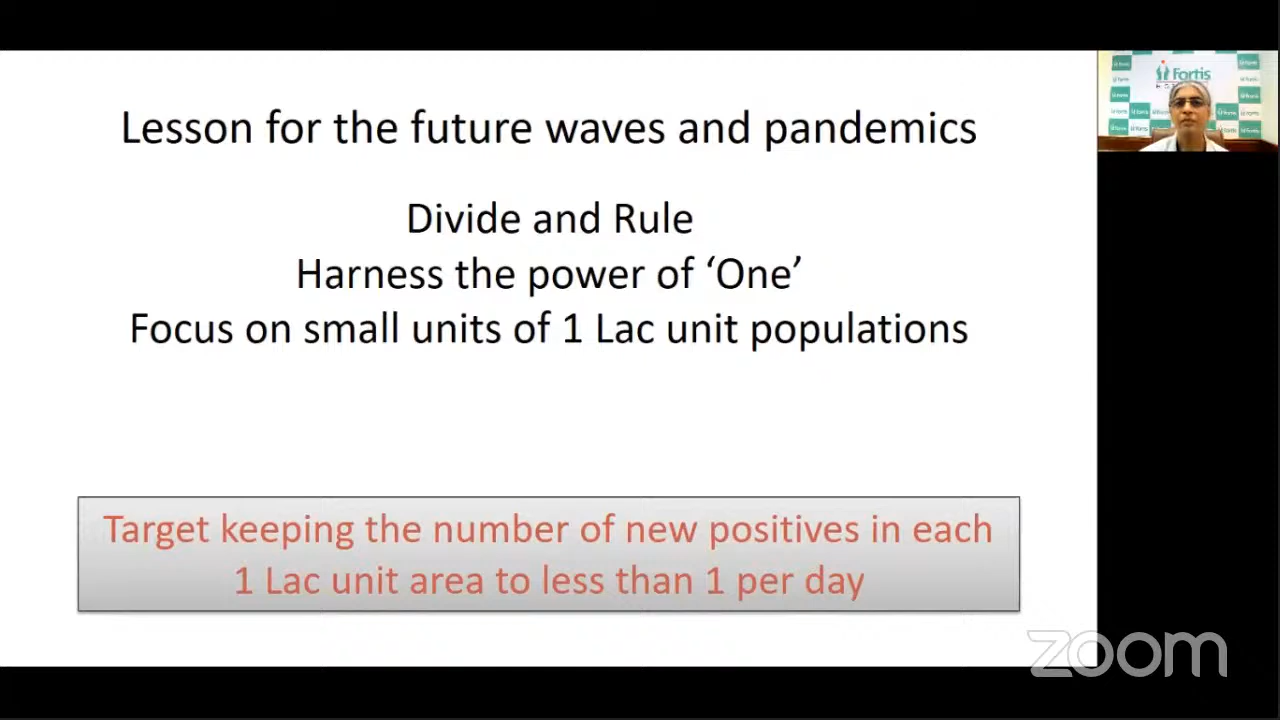 Lesson for the future waves and pandemics
Divide and Rule
Harness the power of ‘One’
Focus on small units of 1 Lac unit populations
Target keeping the number of new positives in each
1 Lac unit area to less than 1 per day
Fortis
zoom